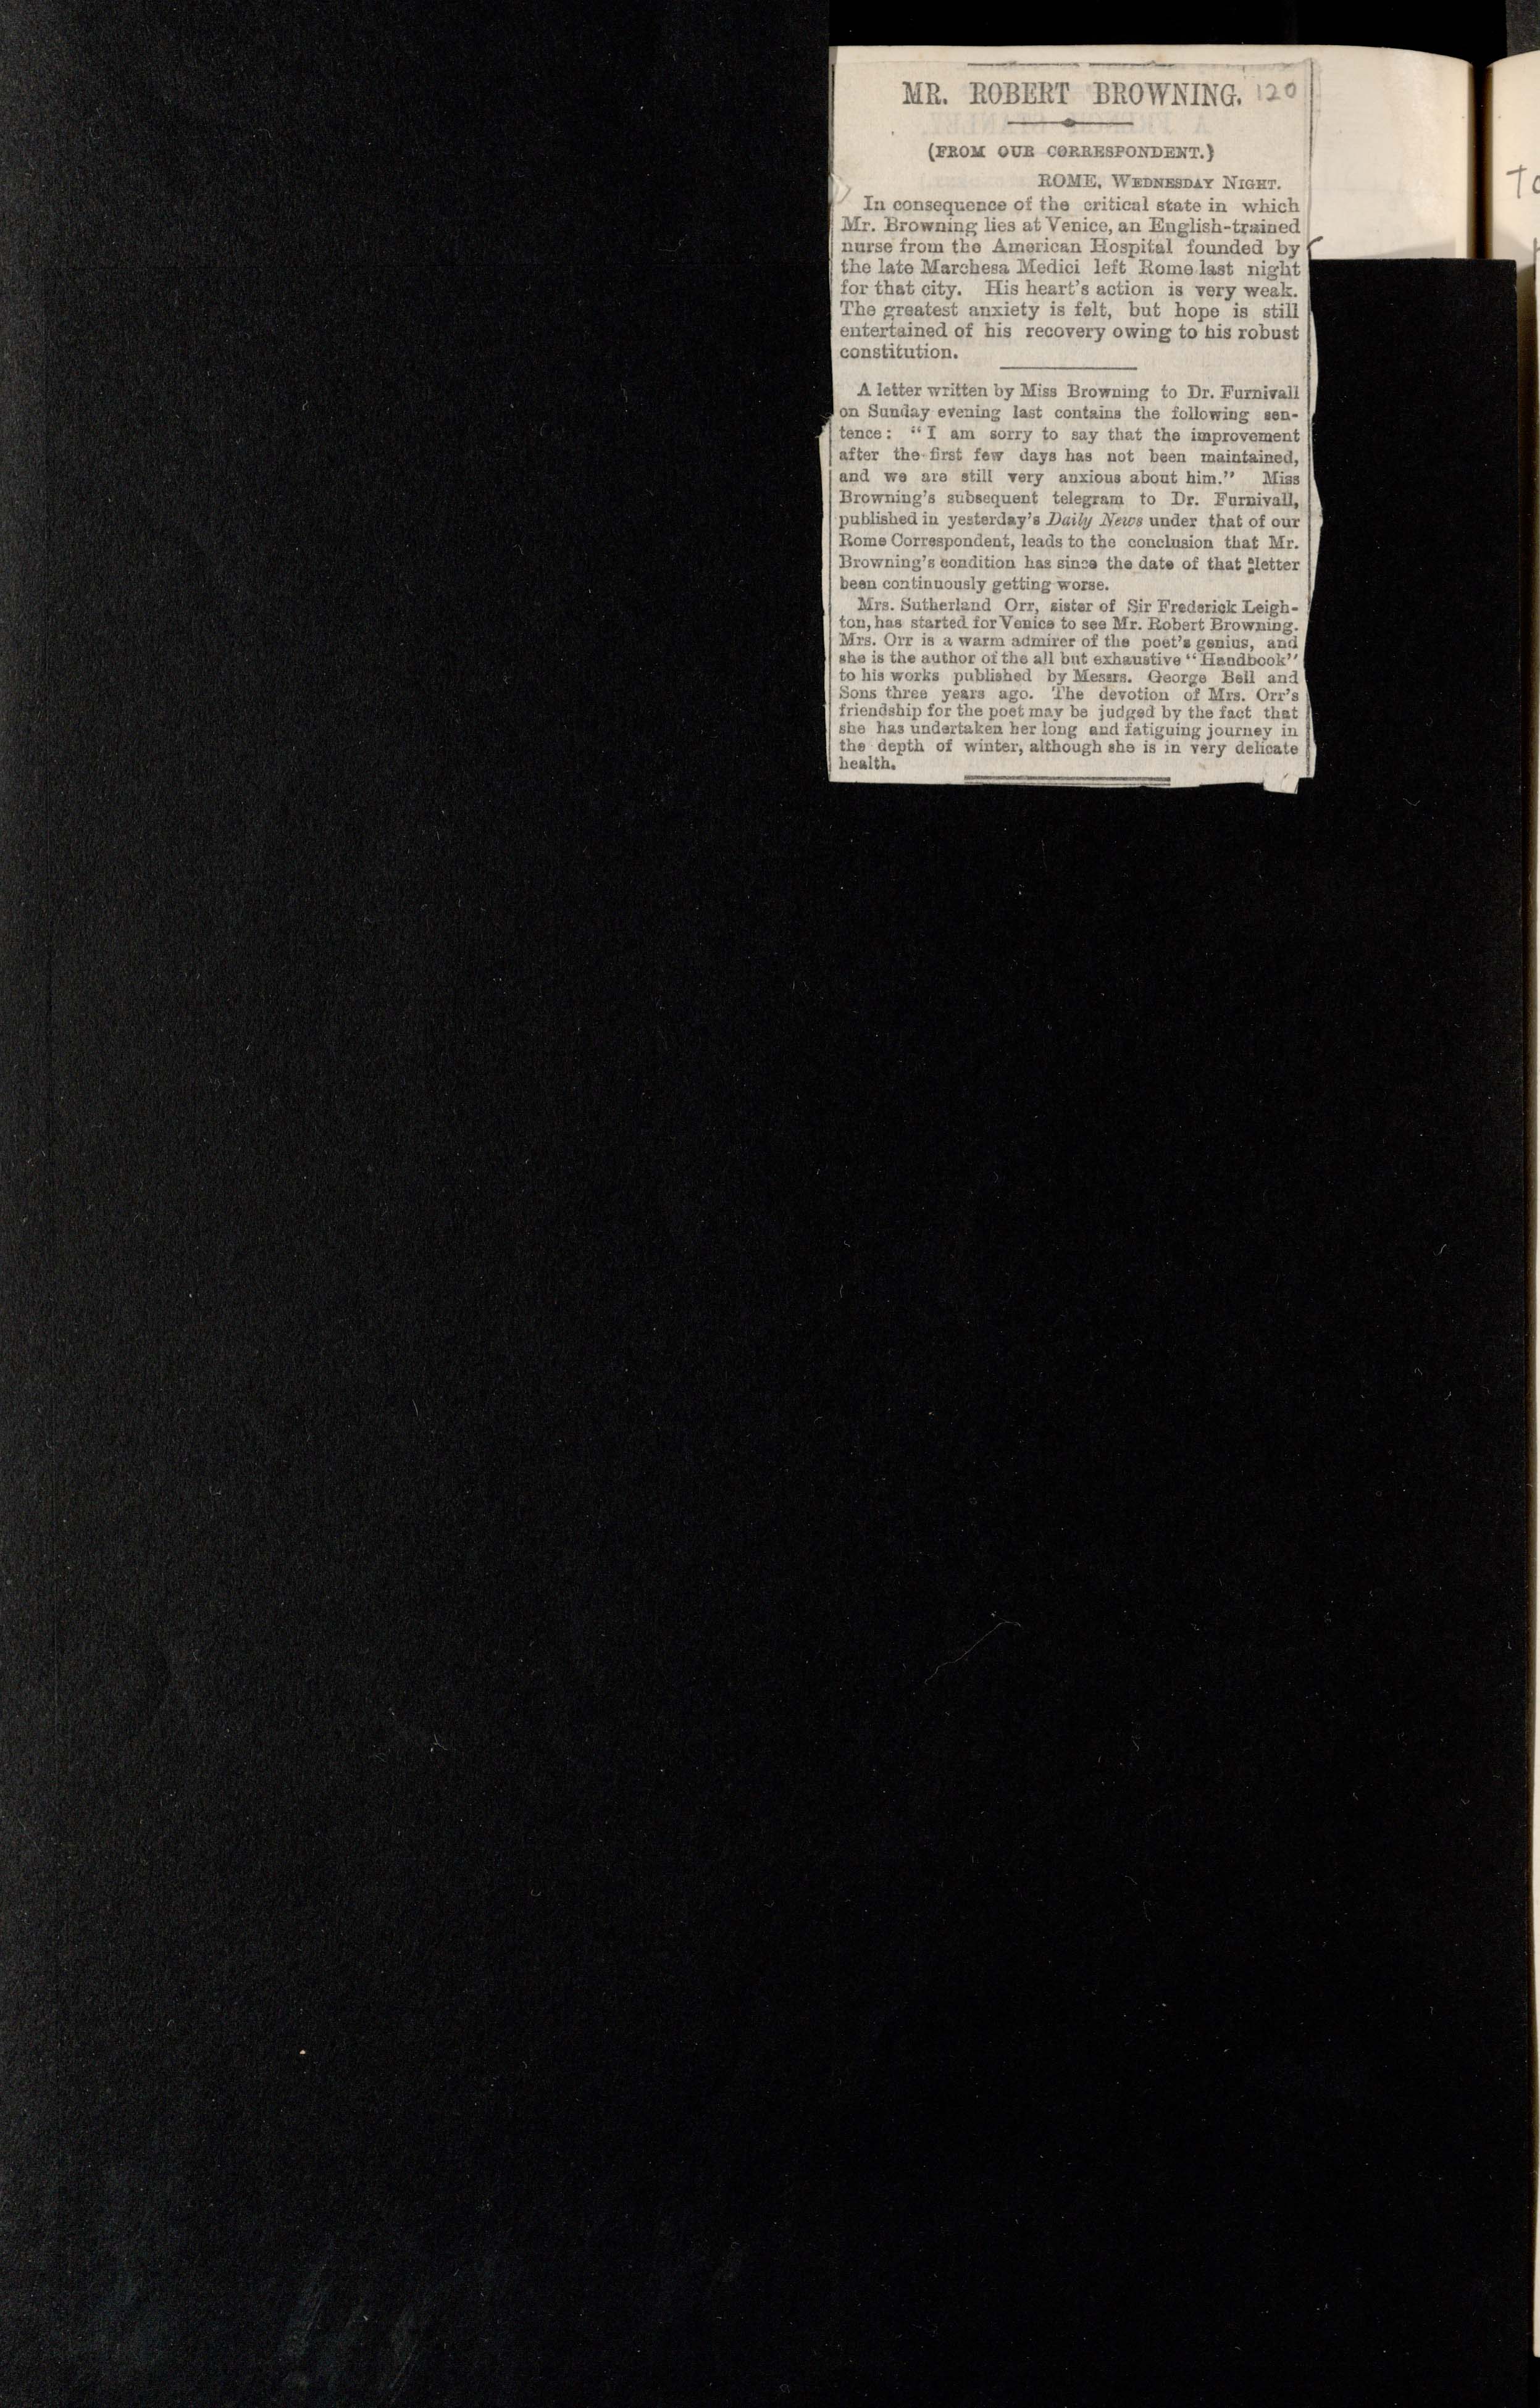 MR. ROBERT BROWNING. 120
(FROM OUR CORRESPONDENT.)
ROME, WEDNESDAY NIGHT.
In consequence of the critical state in which
Mr. Browning lies at Venice, an English-trained
nurse from the American Hospital founded by
the late Marchesa Medici left Rome last night
for that city. His heart's action is very weak.
The greatest anxiety is felt, but hope is still
entertained of his recovery owing to his robust
constitution.
A letter written by Miss Browning to Dr. Furnivall
on Sunday evening last contains the following sen-
tence: "I am sorry to say that the improvement
after the first few days has not been maintained,
and we are still very anxious about him." Miss
Browning's subsequent telegram to Dr. Furnivall,
published in yesterday's Daily News under that of our
Rome Correspondent, leads to the conclusion that Mr.
Browning's condition has since the date of that letter
been continuously getting worse.
Mrs. Sutherland Orr, sister of Sir Frederick Leigh-
ton, has started for Venice to see Mr. Robert Browning.
Mrs. Orr is a warm admirer of the poet's genius, and
she is the author of the all but exhaustive "Handbook"
to his works published by Messrs. George Bell and
Sons three years ago. The devotion of Mrs. Orr's
friendship for the poet may be judged by the fact that
she has undertaken her long and fatiguing journey in
the depth of winter, although she is in very delicate
health.